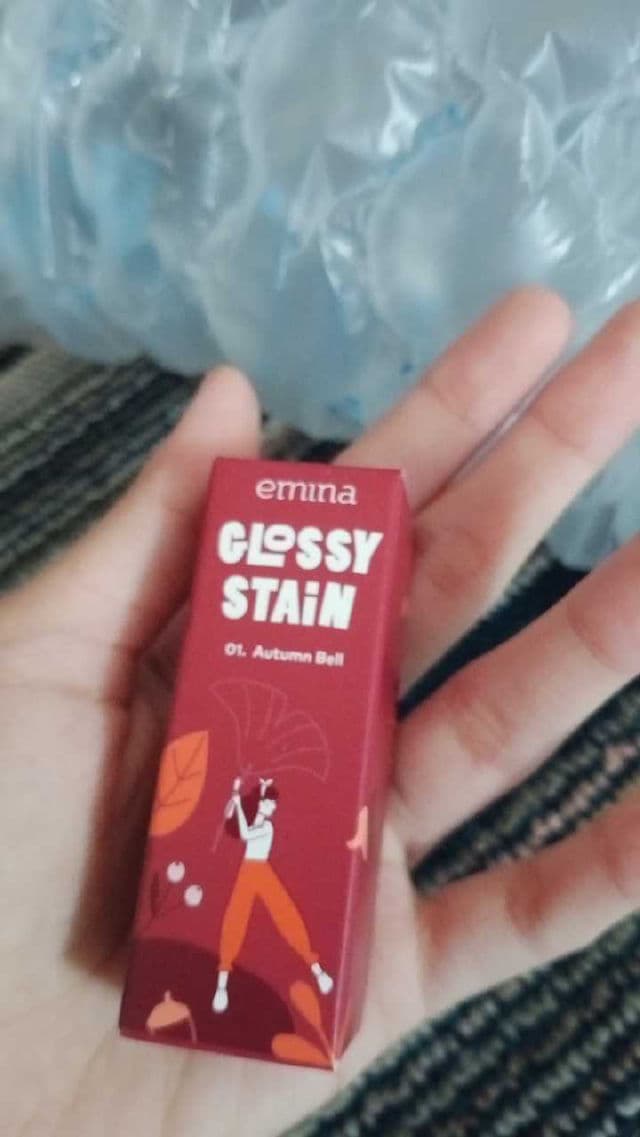 emina
GLOSSY
STAiN
01. Autumn Bell